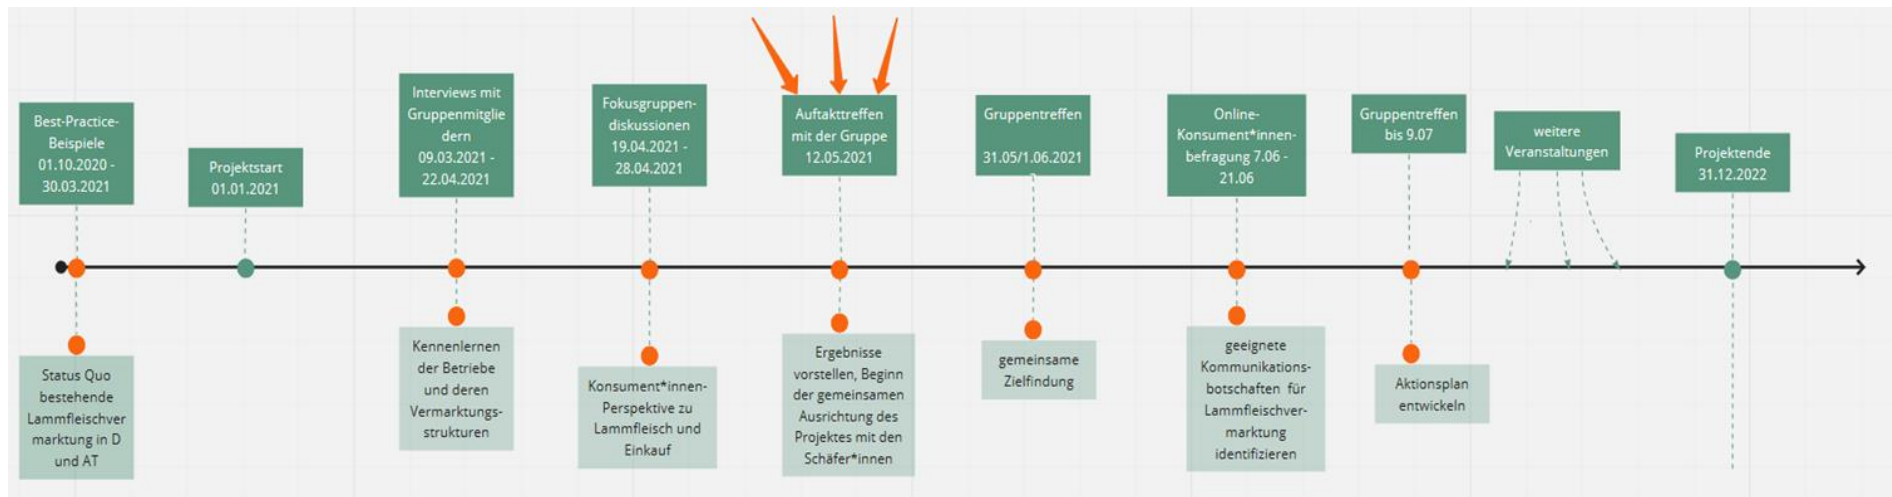 Best-Practice-
Beispiele
01.10.2020 -
30.03.2021
Projektstart
01.01.2021
Interviews mit
Gruppenmitglie
dern
09.03.2021 -
22.04.2021
Fokusgruppen-
diskussionen
19.04.2021 -
28.04.2021
Auftakttreffen
mit der Gruppe
12.05.2021
Gruppentreffen
31.05/1.06.2021
Online-
Konsument*innen-
befragung 7.06 -
21.06
Gruppentreffen
bis 9.07
weitere
Veranstaltungen
Projektende
31.12.2022
Status Quo
bestehende
Lammfleischver
marktung in D
und AT
Kennenlernen
der Betriebe
und deren
Vermarktungs-
strukturen
Konsument*innen-
Perspektive zu
Lammfleisch und
Einkauf
Ergebnisse
vorstellen, Beginn
der gemeinsamen
Ausrichtung des
Projektes mit den
Schäfer*innen
gemeinsame
Zielfindung
geeignete
Kommunikations-
botschaften für
Lammfleischver-
marktung
identifizieren
Aktionsplan
entwickeln